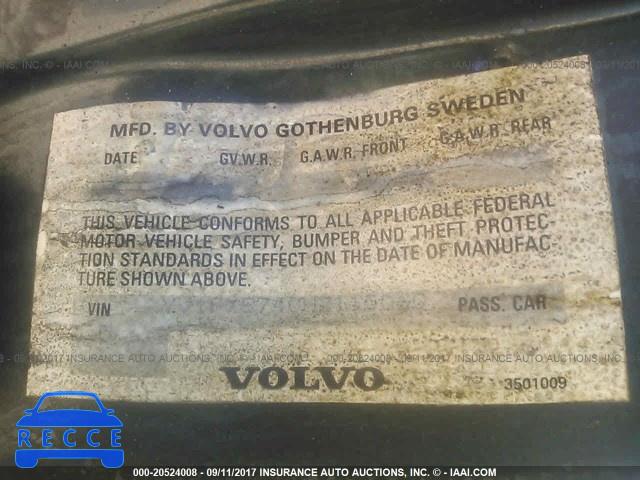 MFD. BY VOLVO GOTHENBURG SWEDEN
DATE GV.W.R. G.A.W.R. FRONT G.A.W.R. REAR
THIS VEHICLE CONFORMS TO ALL APPLICABLE FEDERAL
MOTOR VEHICLE SAFETY, BUMPER AND THEFT PROTEC
TION STANDARDS IN EFFECT ON THE DATE OF MANUFAC
TURE SHOWN ABOVE.
VIN PASS. CAR
VOLVO
3501009
RECCE
000-20524008 - 09/11/2017 INSURANCE AUTO AUCTIONS, INC. - © IAAI.COM